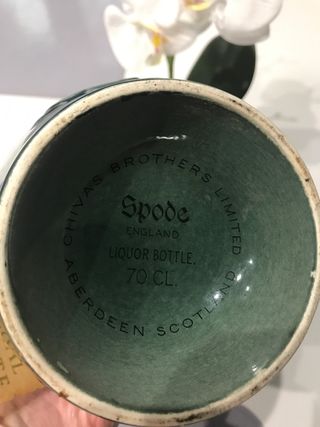 CHIVAS BROTHERS LIMITED
Spode
ENGLAND
LIQUOR BOTTLE.
70 CL.
ABERDEEN SCOTLAND